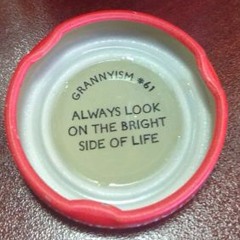 GRANNYISM #61
ALWAYS LOOK
ON THE BRIGHT
SIDE OF LIFE